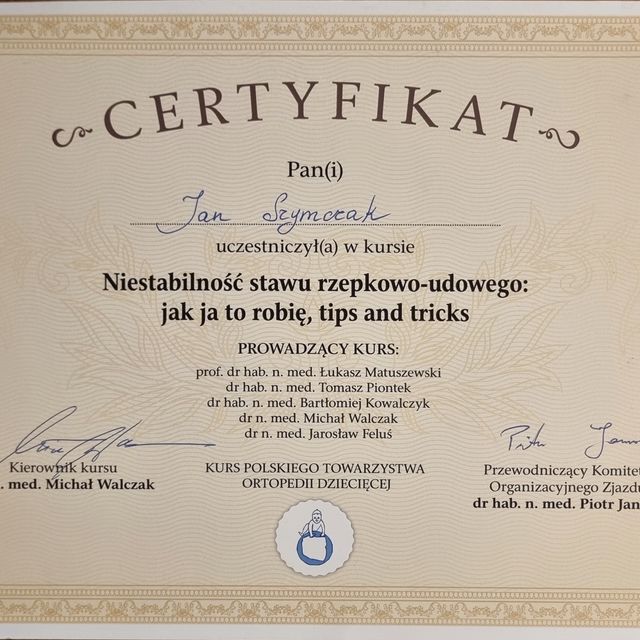 CERTYFIKAT
Pan(i)
Jan Szymczak
uczestniczył(a) w kursie
Niestabilność stawu rzepkowo-udowego:
jak ja to robię, tips and tricks
PROWADZĄCY KURS:
prof. dr hab. n. med. Łukasz Matuszewski
dr hab. n. med. Tomasz Piontek
dr hab. n. med. Bartłomiej Kowalczyk
dr n. med. Michał Walczak
dr n. med. Jarosław Feluś
Kierownik kursu
. med. Michał Walczak
KURS POLSKIEGO TOWARZYSTWA
ORTOPEDII DZIECIĘCEJ
Piotr
Przewodniczący Komitet
Organizacyjnego Zjazdu
dr hab. n. med. Piotr Jan